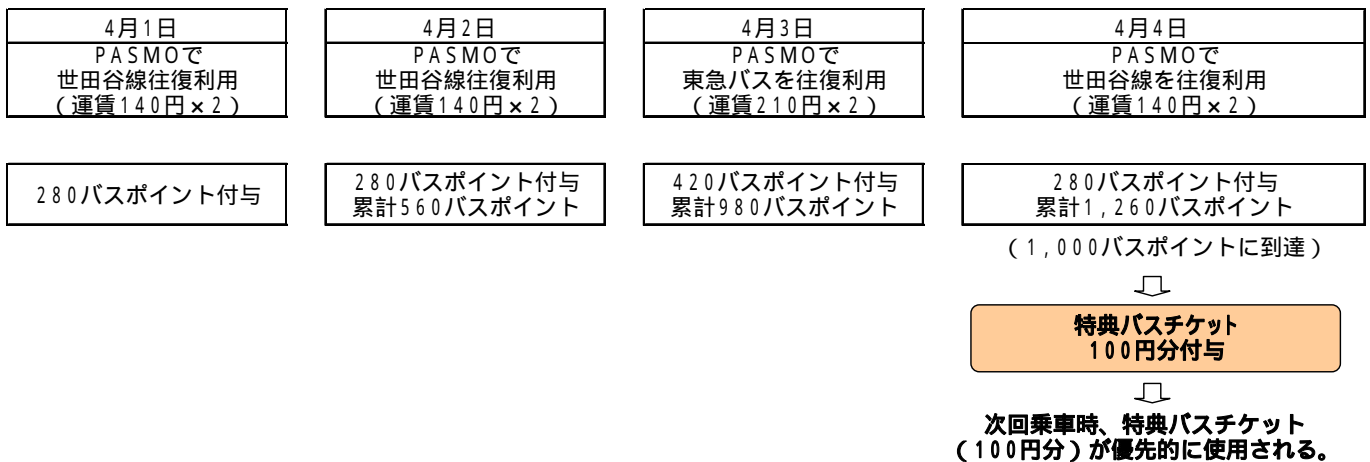 4月1日
PASMOで
世田谷線往復利用
(運賃140円×2)
4月2日
PASMOで
世田谷線往復利用
(運賃140円×2)
4月3日
PASMOで
東急バスを往復利用
(運賃210円×2)
4月4日
PASMOで
世田谷線を往復利用
(運賃140円×2)
280バスポイント付与
280バスポイント付与
累計560バスポイント
420バスポイント付与
累計980バスポイント
280バスポイント付与
累計1,260バスポイント
(1,000バスポイントに到達)
特典バスチケット
100円分付与
次回乗車時、特典バスチケット
(100円分)が優先的に使用される。